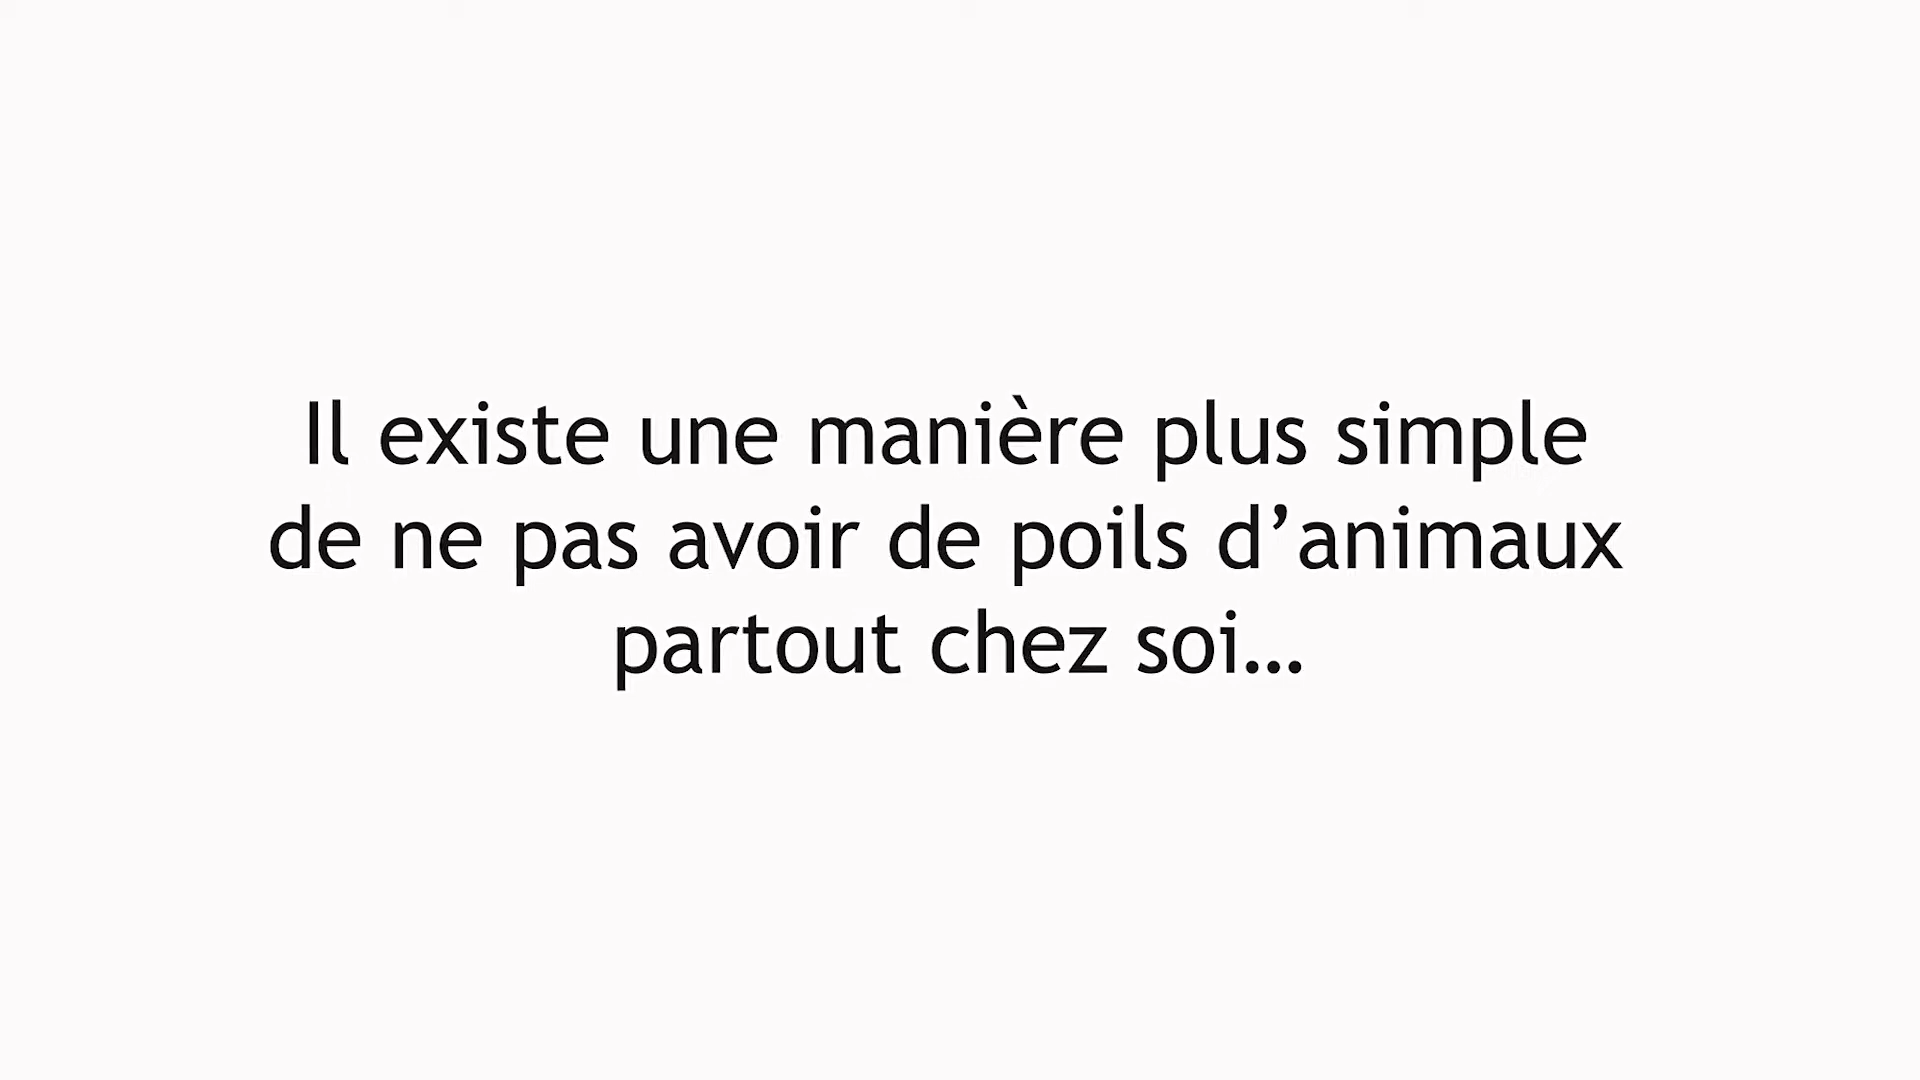 Il existe une manière plus simple
de ne pas avoir de poils d’animaux
partout chez soi…